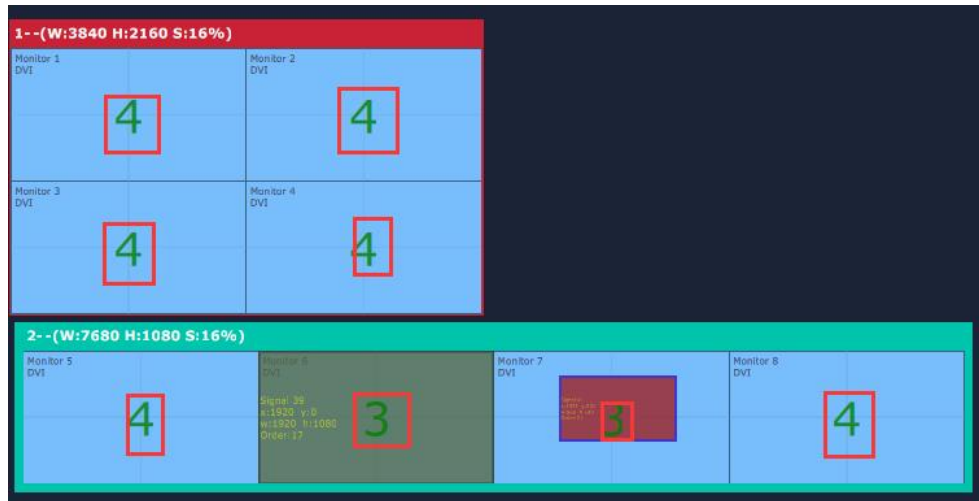 1--(W:3840 H:2160 S:16%)
Monitor 1
DVI
4
Monitor 2
DVI
4
Monitor 3
DVI
4
Monitor 4
DVI
4
2--(W:7680 H:1080 S:16%)
Monitor 5
DVI
4
Monitor 6
DVI
Signal 39
x:1920 y:0
w:1920 h:1080
Order: 17
3
Monitor 7
DVI
3
Monitor 8
DVI
4